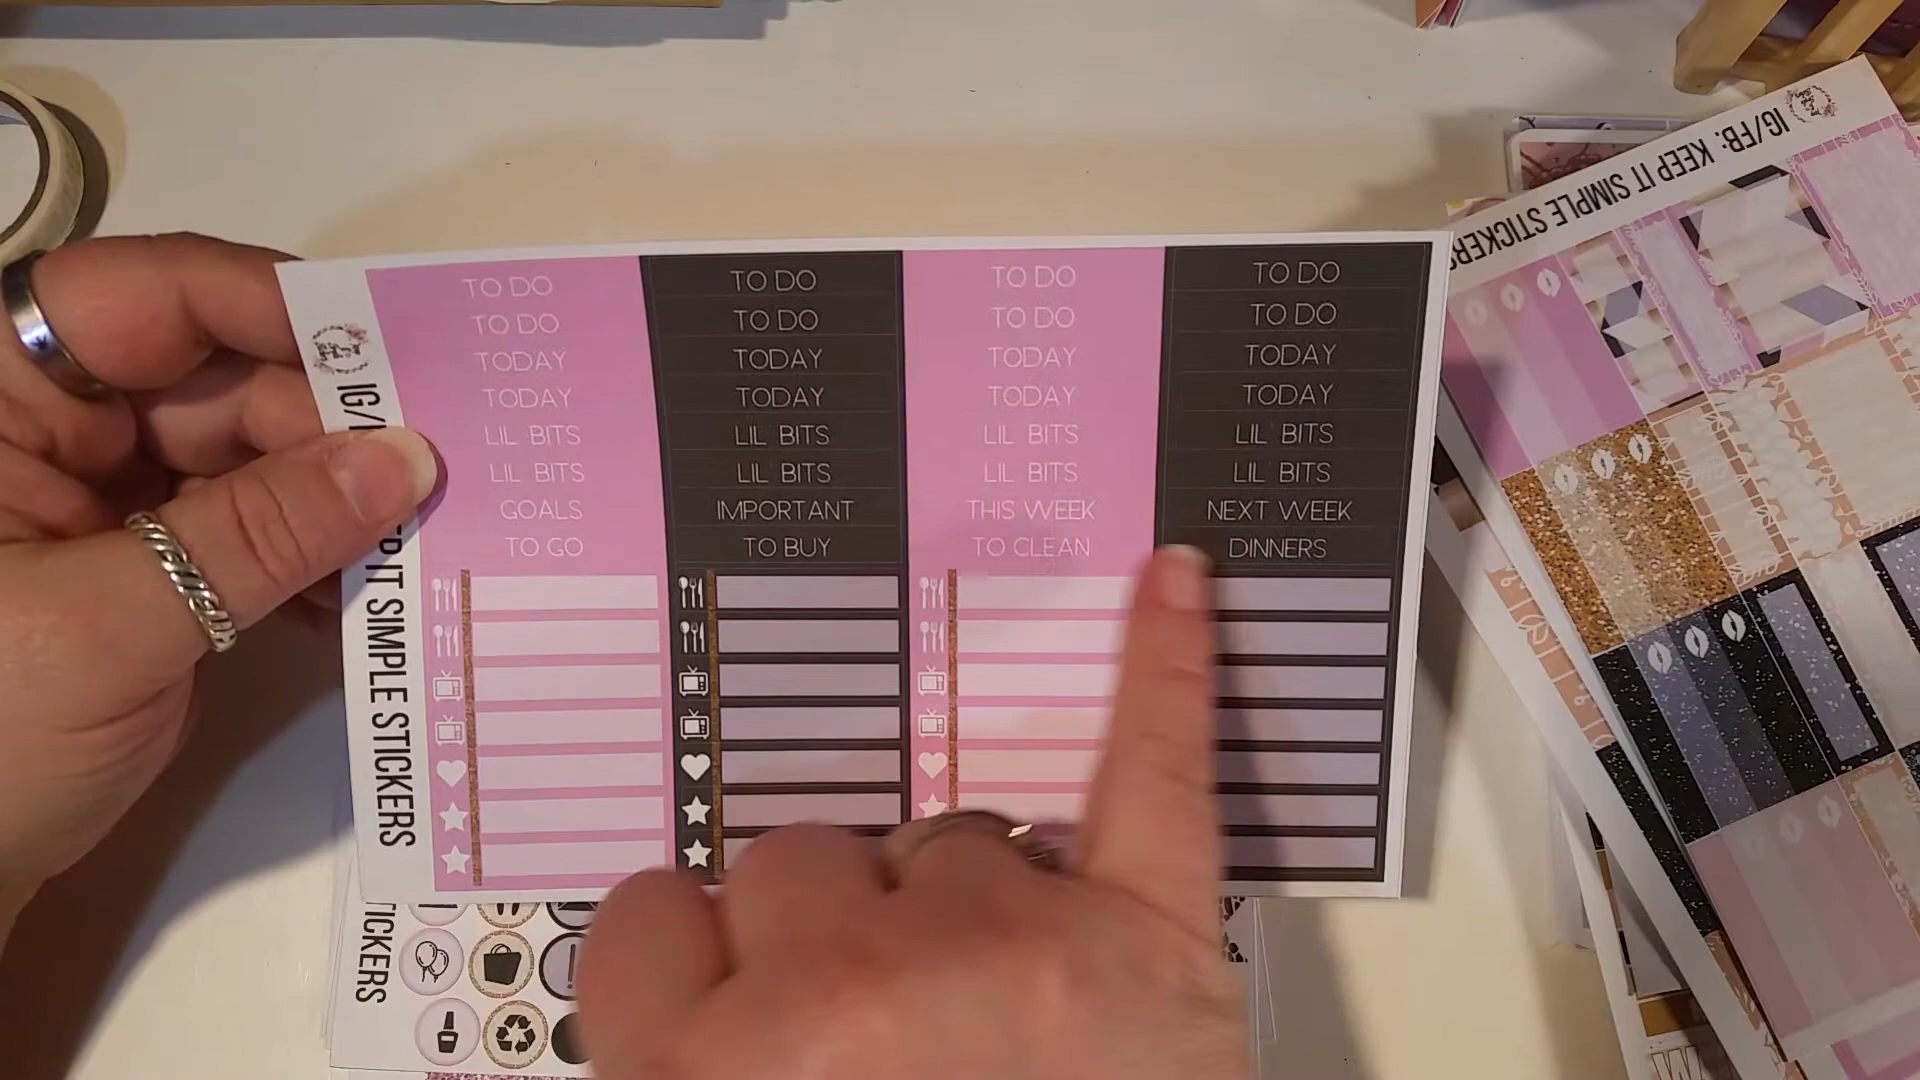 IG/FB: KEEP IT SIMPLE STICKERS
TO DO
TO DO
TODAY
TODAY
LIL BITS
LIL BITS
GOALS
TO GO
TO DO
TO DO
TODAY
TODAY
LIL BITS
LIL BITS
IMPORTANT
TO BUY
TO DO
TO DO
TODAY
TODAY
LIL BITS
LIL BITS
THIS WEEK
TO CLEAN
TO DO
TO DO
TODAY
TODAY
LIL BITS
LIL BITS
NEXT WEEK
DINNERS
IT SIMPLE STICKERS